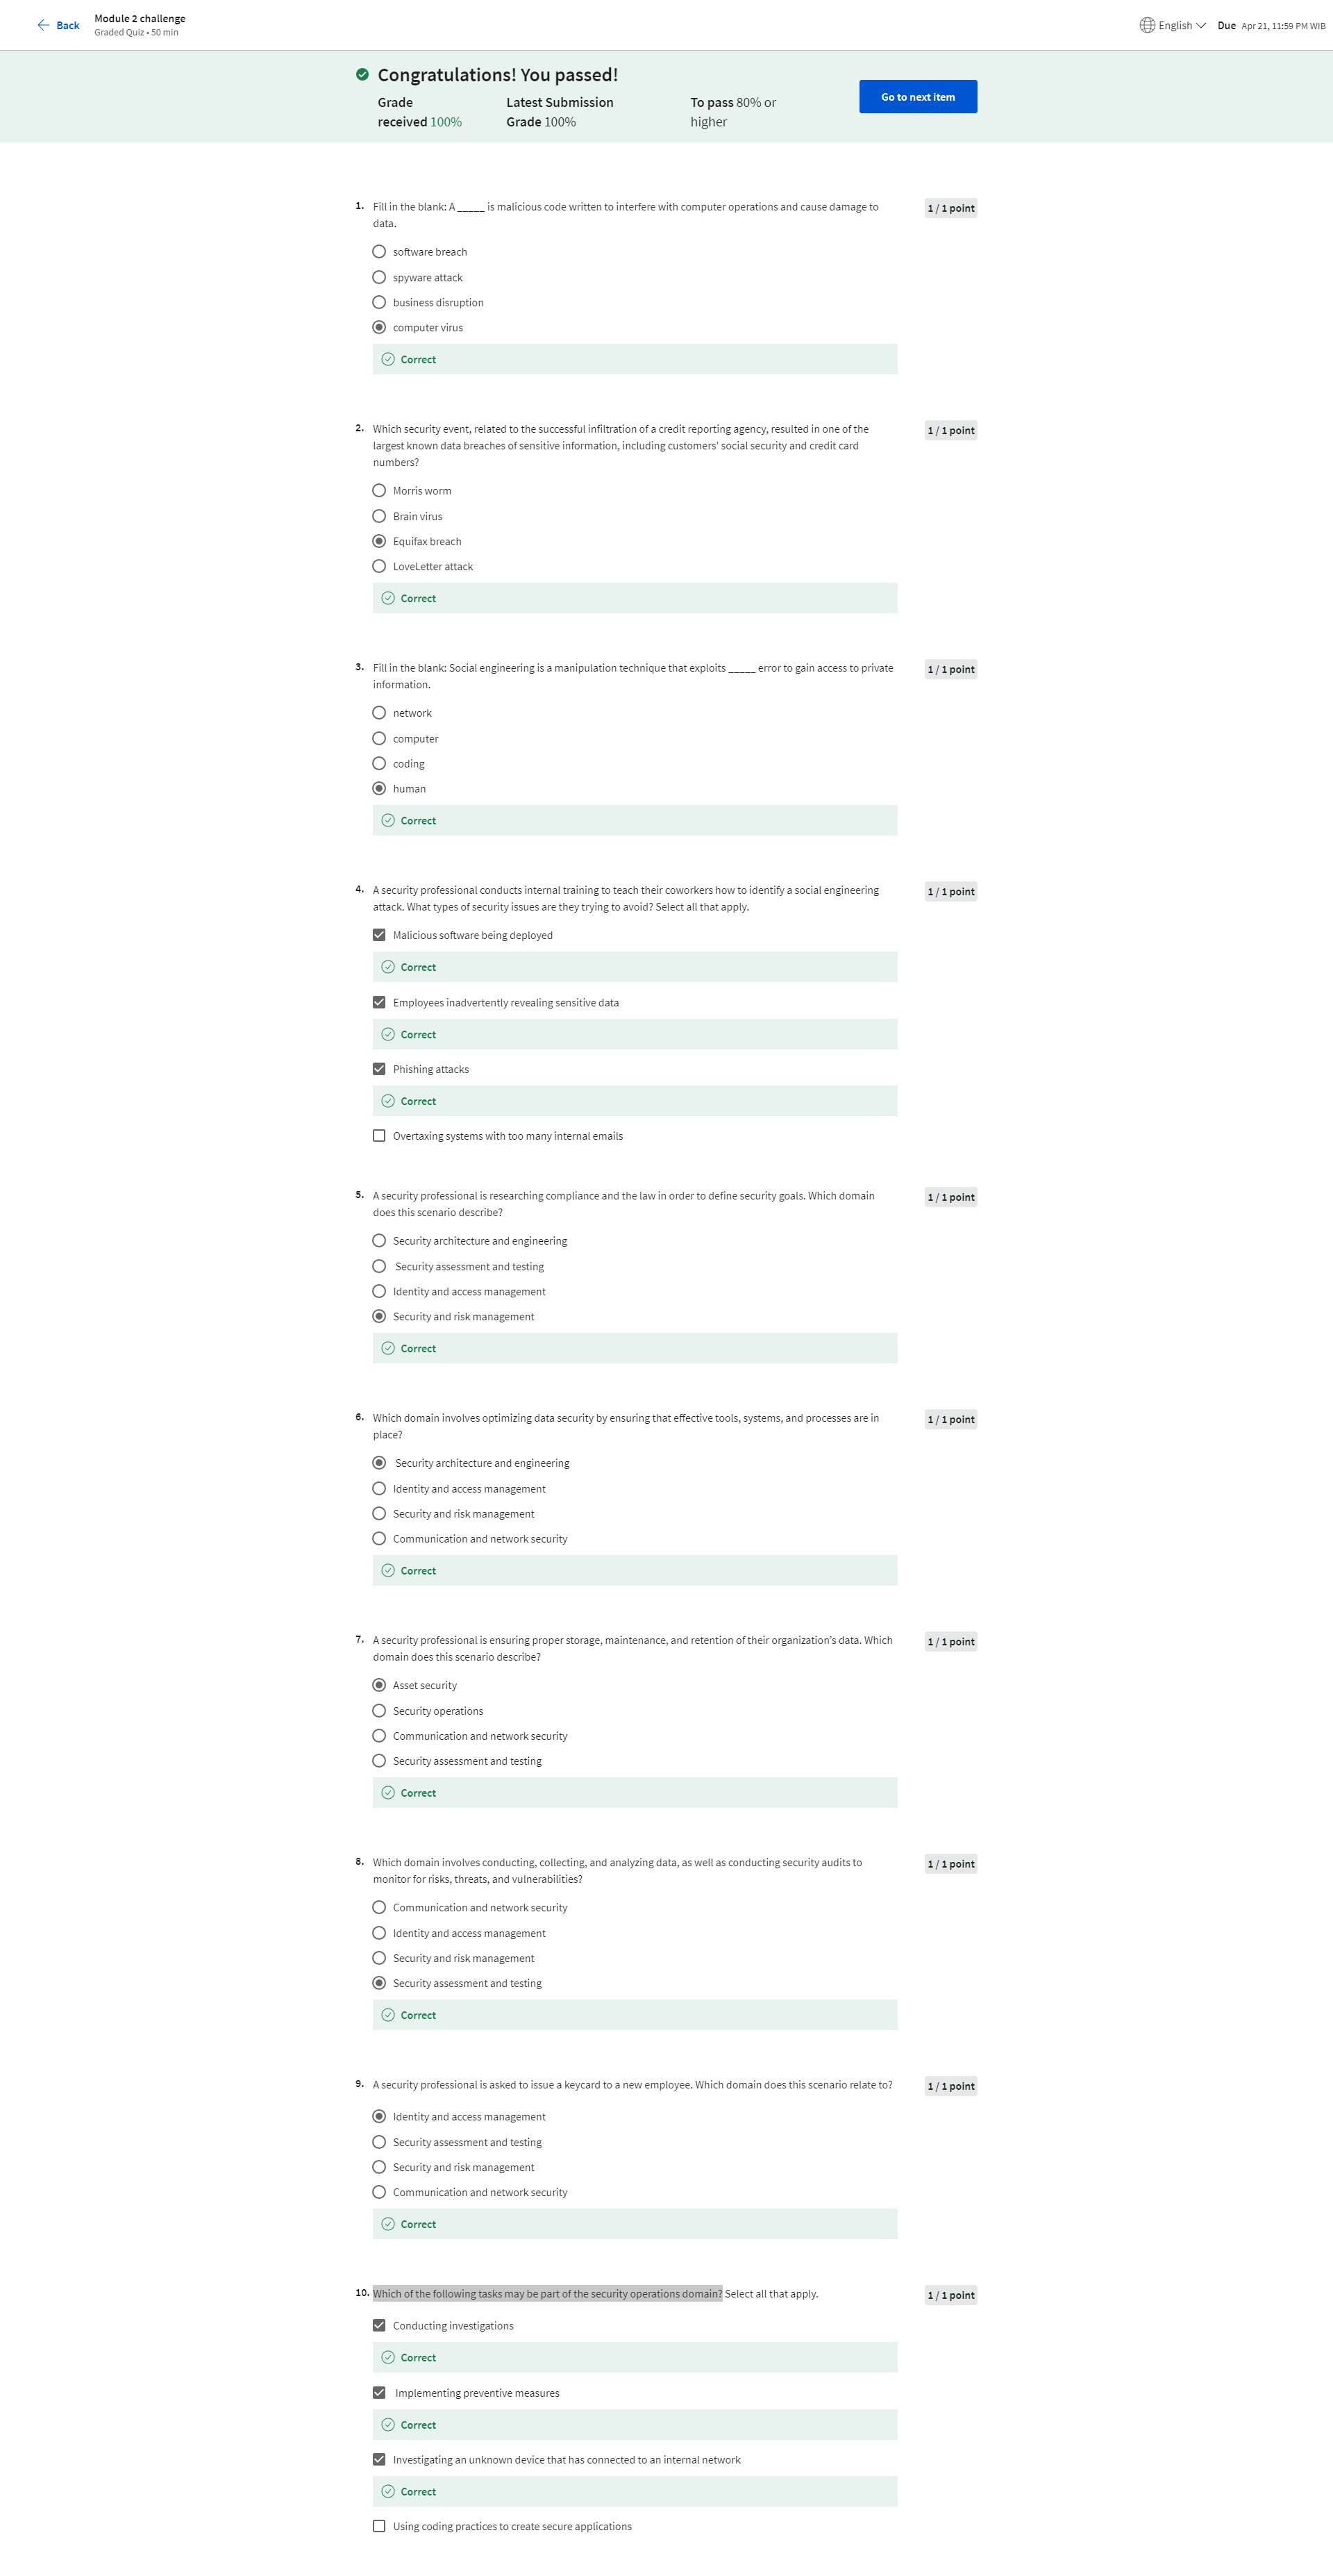 Back
Module 2 challenge
Graded Quiz • 50 min
English
Due Apr 21, 11:59 PM WIB
Congratulations! You passed!
Grade
received 100%
Latest Submission
Grade 100%
To pass 80% or
higher
Go to next item
1. Fill in the blank: A _____ is malicious code written to interfere with computer operations and cause damage to
data.
1 / 1 point
software breach
spyware attack
business disruption
computer virus
Correct
2. Which security event, related to the successful infiltration of a credit reporting agency, resulted in one of the
largest known data breaches of sensitive information, including customers' social security and credit card
numbers?
1 / 1 point
Morris worm
Brain virus
Equifax breach
LoveLetter attack
Correct
3. Fill in the blank: Social engineering is a manipulation technique that exploits _____ error to gain access to private
information.
1 / 1 point
network
computer
coding
human
Correct
4. A security professional conducts internal training to teach their coworkers how to identify a social engineering
attack. What types of security issues are they trying to avoid? Select all that apply.
1 / 1 point
Malicious software being deployed
Correct
Employees inadvertently revealing sensitive data
Correct
Phishing attacks
Correct
Overtaxing systems with too many internal emails
5. A security professional is researching compliance and the law in order to define security goals. Which domain
does this scenario describe?
1 / 1 point
Security architecture and engineering
Security assessment and testing
Identity and access management
Security and risk management
Correct
6. Which domain involves optimizing data security by ensuring that effective tools, systems, and processes are in
place?
1 / 1 point
Security architecture and engineering
Identity and access management
Security and risk management
Communication and network security
Correct
7. A security professional is ensuring proper storage, maintenance, and retention of their organization's data. Which
domain does this scenario describe?
1 / 1 point
Asset security
Security operations
Communication and network security
Security assessment and testing
Correct
8. Which domain involves conducting, collecting, and analyzing data, as well as conducting security audits to
monitor for risks, threats, and vulnerabilities?
1 / 1 point
Communication and network security
Identity and access management
Security and risk management
Security assessment and testing
Correct
9. A security professional is asked to issue a keycard to a new employee. Which domain does this scenario relate to?
1 / 1 point
Identity and access management
Security assessment and testing
Security and risk management
Communication and network security
Correct
10. Which of the following tasks may be part of the security operations domain? Select all that apply.
1 / 1 point
Conducting investigations
Correct
Implementing preventive measures
Correct
Investigating an unknown device that has connected to an internal network
Correct
Using coding practices to create secure applications